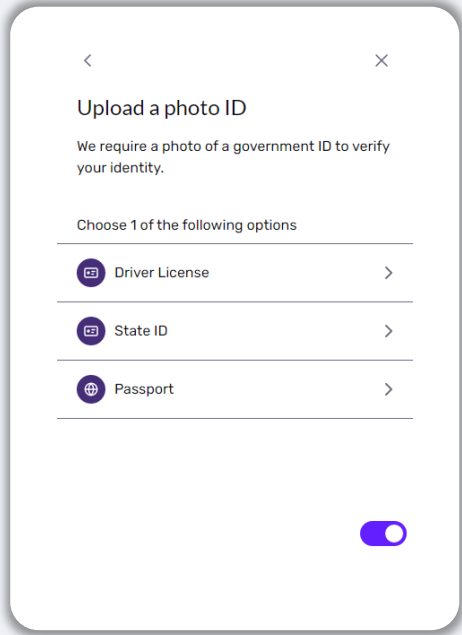 Upload a photo ID
We require a photo of a government ID to verify
your identity.
Choose 1 of the following options
Driver License
State ID
Passport